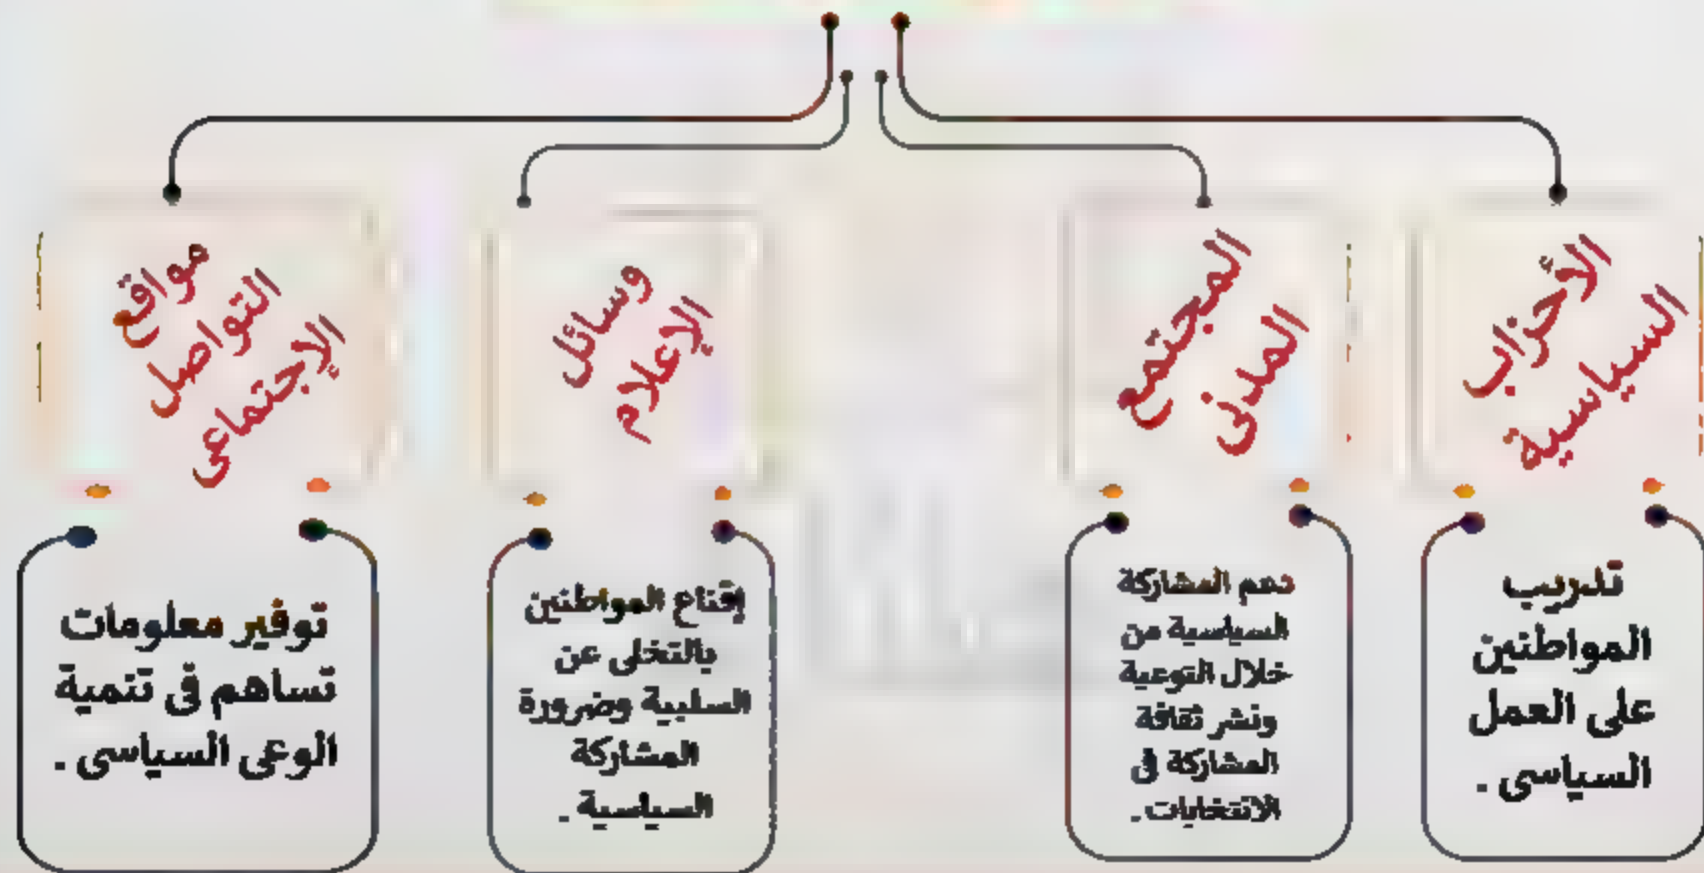 الأحزاب
السياسية
تدريب
المواطنين
على العمل
السياسى .
المجتمع
المدنى
دعم المشاركة
السياسية من
خلال التوعية
ونشر ثقافة
المشاركة فى
الانتخابات .
وسائل
الإعلام
إقناع المواطنين
بالتخلى عن
السلبية وضرورة
المشاركة
السياسية .
مواقع
التواصل
الإجتماعى
توفير معلومات
تساهم فى تنمية
الوعى السياسى .